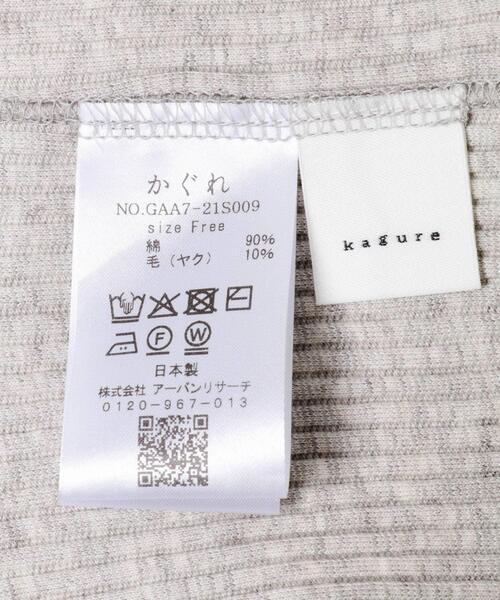 かぐれ
NO.GAA7-21S009
size Free
綿 90%
毛（ヤク） 10%
F W
日本製
株式会社 アーバンリサーチ
0120-967-013
kagure